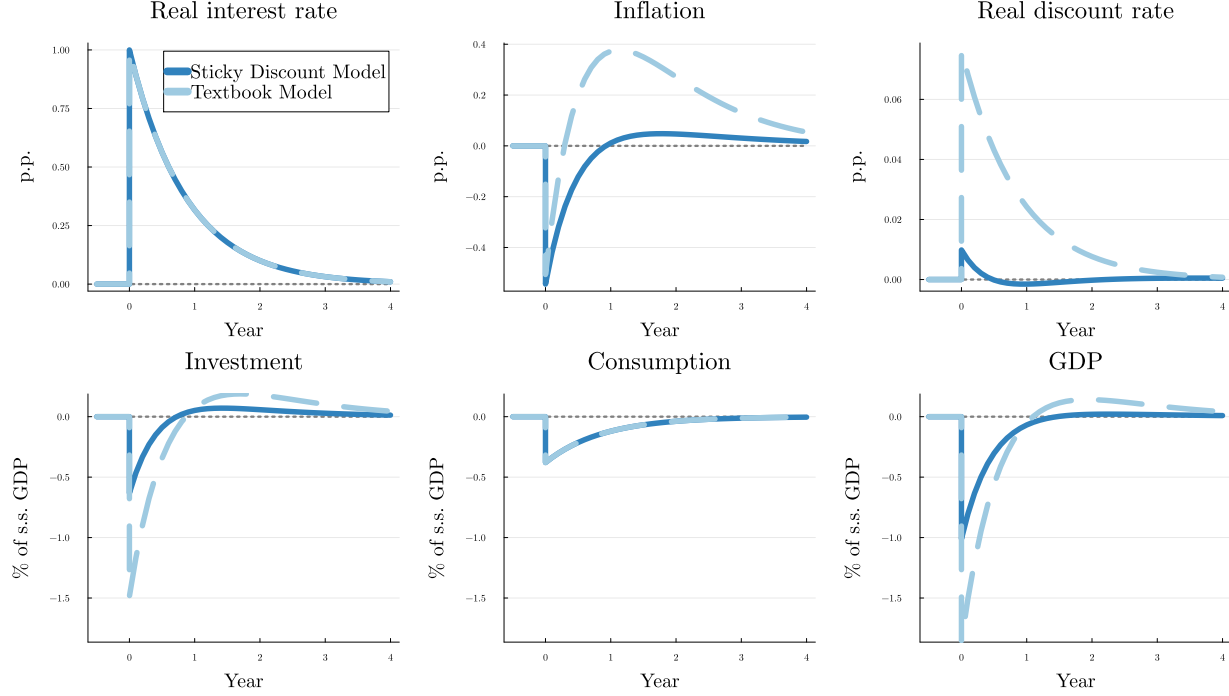 Real interest rate
p.p.
1.00
0.75
0.50
0.25
0.00
Sticky Discount Model
Textbook Model
0 1 2 3 4
Year
Inflation
p.p.
0.4
0.2
0.0
−0.2
−0.4
0 1 2 3 4
Year
Real discount rate
p.p.
0.06
0.04
0.02
0.00
0 1 2 3 4
Year
Investment
% of s.s. GDP
0.0
−0.5
−1.0
−1.5
0 1 2 3 4
Year
Consumption
% of s.s. GDP
0.0
−0.5
−1.0
−1.5
0 1 2 3 4
Year
GDP
% of s.s. GDP
0.0
−0.5
−1.0
−1.5
0 1 2 3 4
Year